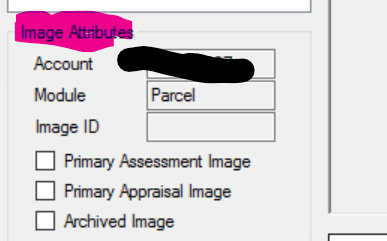 Image Attributes
Account
Module Parcel
Image ID
Primary Assessment Image
Primary Appraisal Image
Archived Image